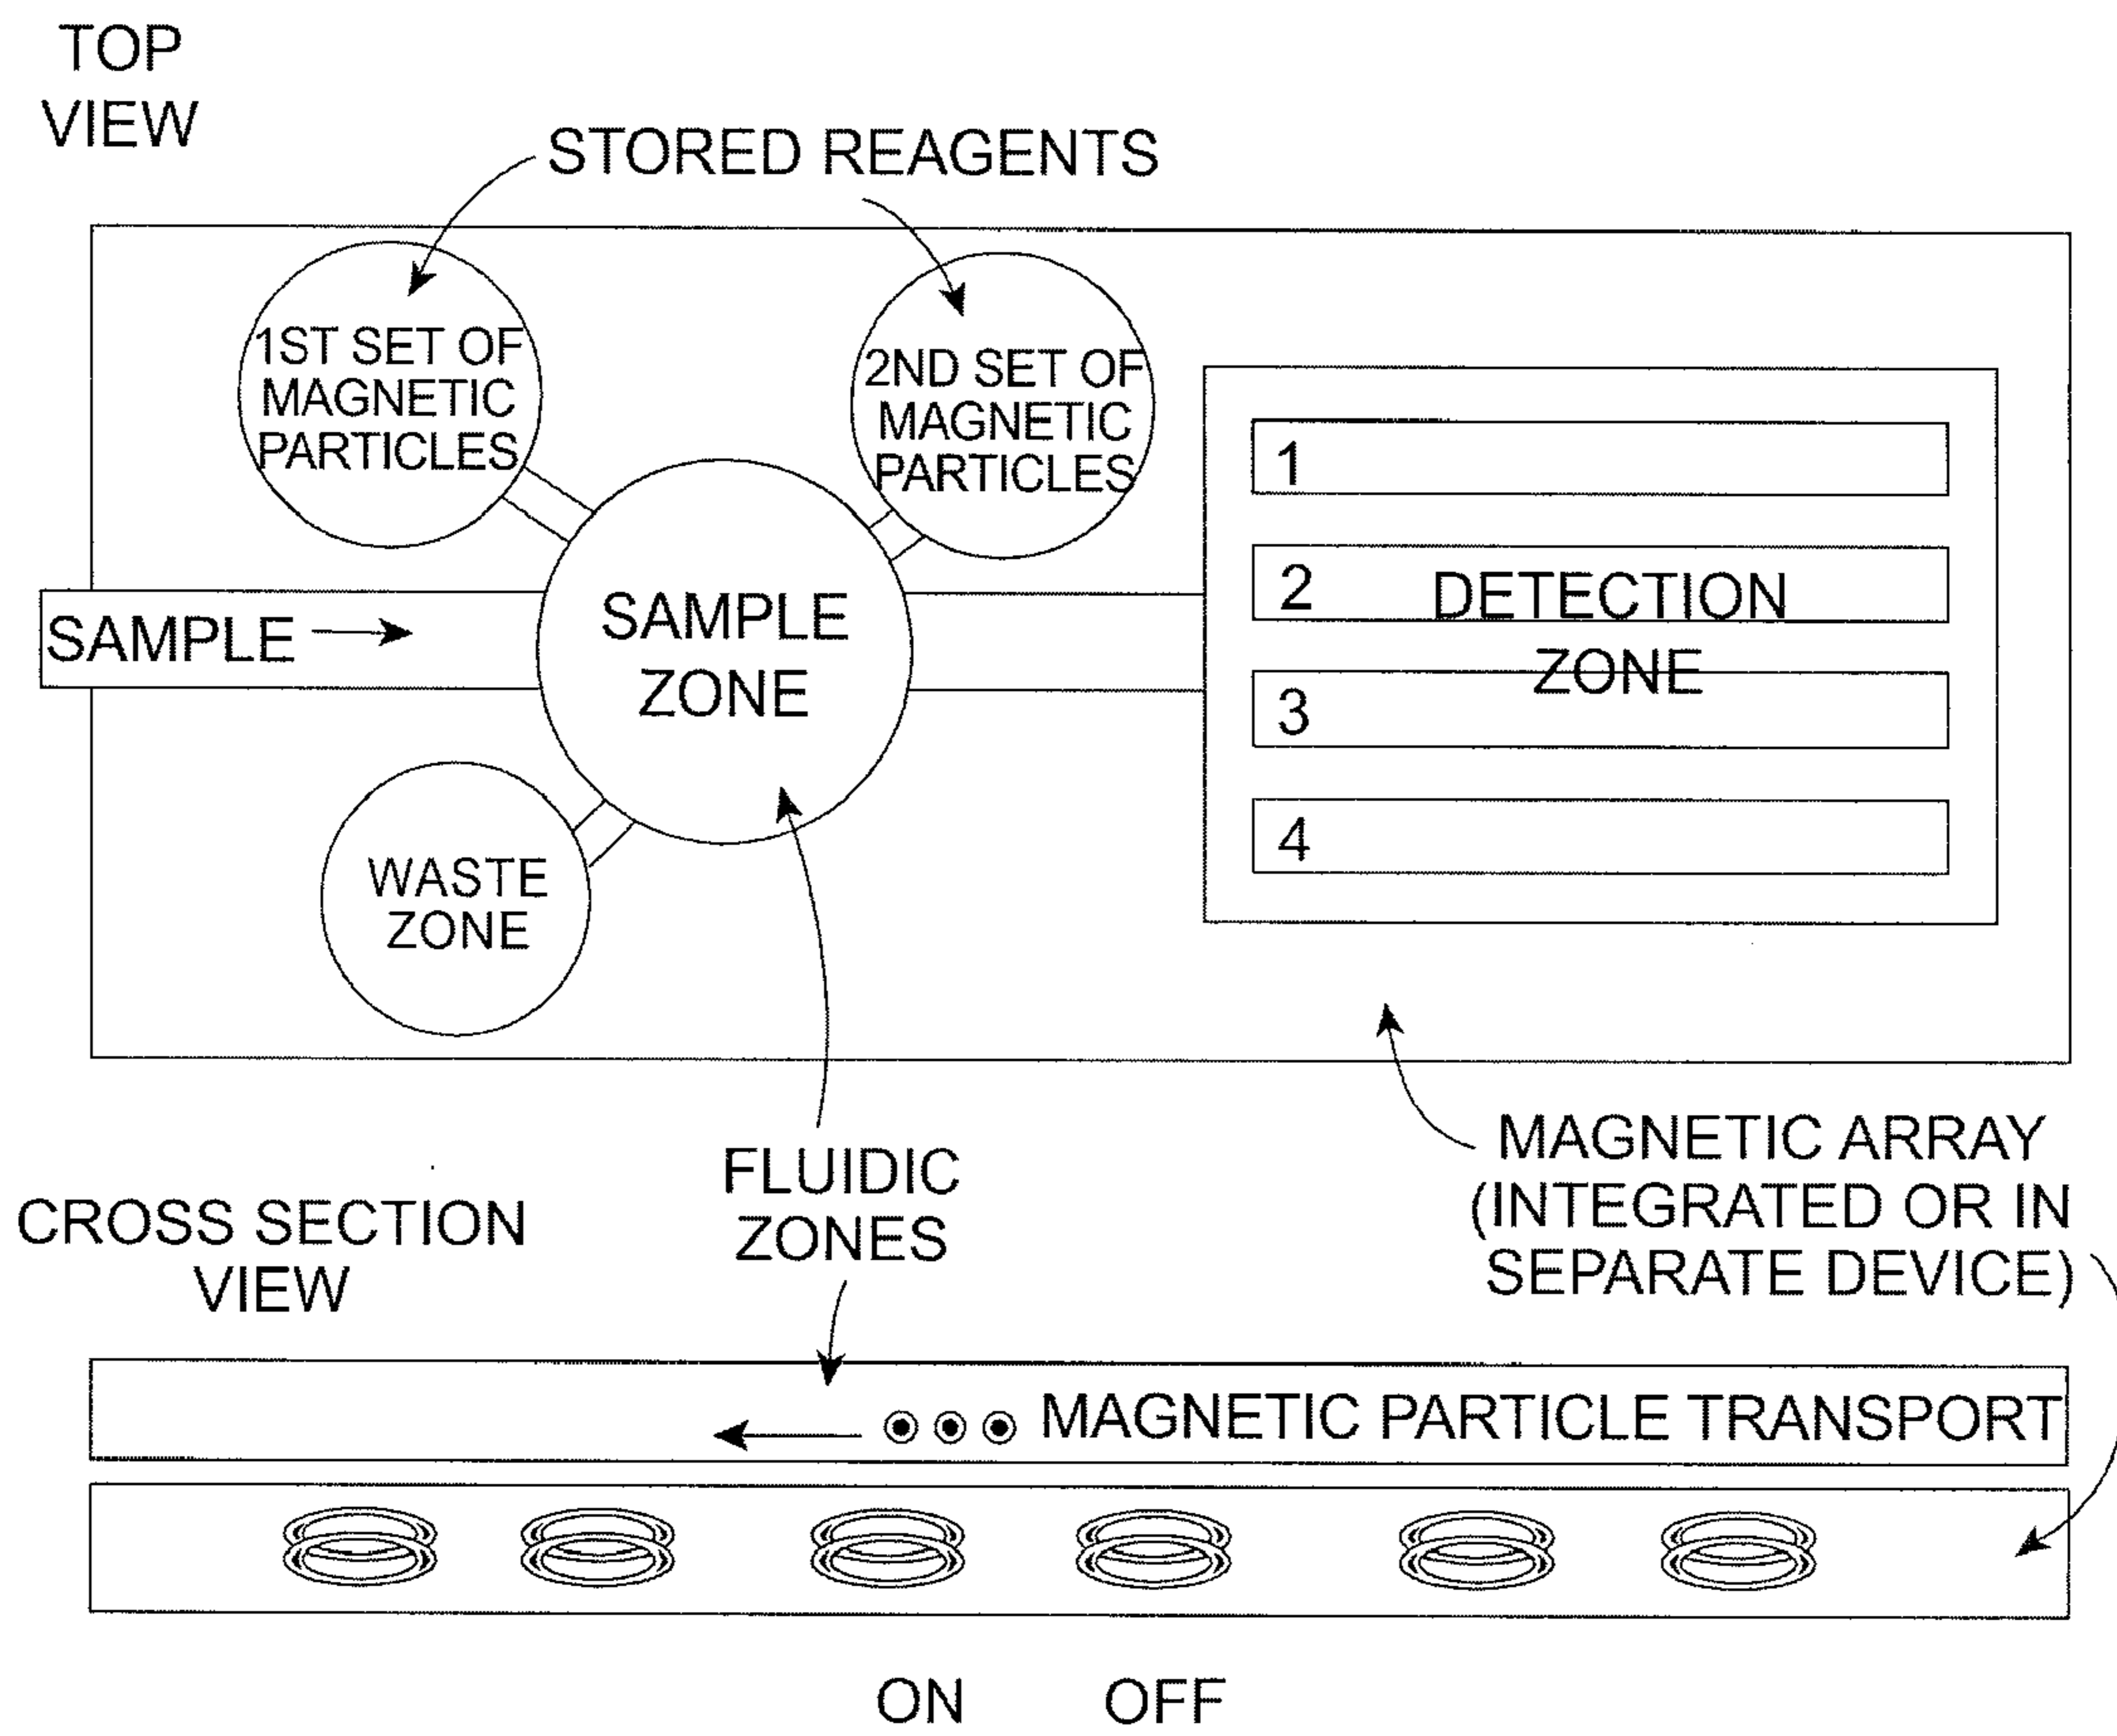 TOP
VIEW
STORED REAGENTS
1ST SET OF
MAGNETIC
PARTICLES
2ND SET OF
MAGNETIC
PARTICLES
SAMPLE
SAMPLE
ZONE
1
2
3
4
DETECTION
ZONE
WASTE
ZONE
FLUIDIC
ZONES
MAGNETIC ARRAY
(INTEGRATED OR IN
SEPARATE DEVICE)
CROSS SECTION
VIEW
MAGNETIC PARTICLE TRANSPORT
ON OFF